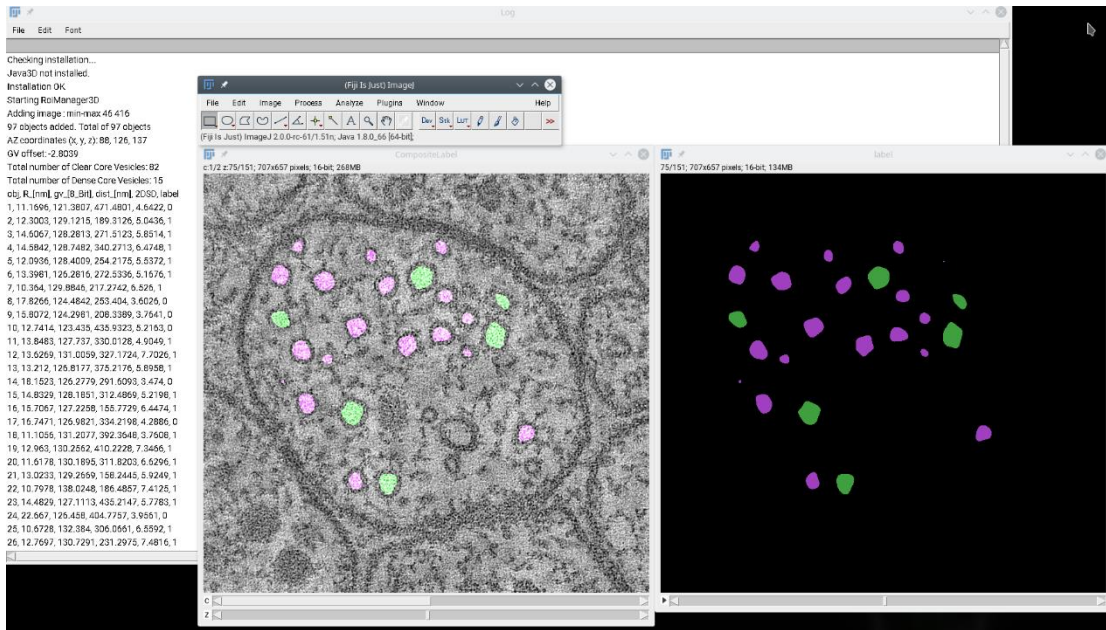 Log
File Edit Font
Checking installation...
Java3D not installed.
Installation OK
Starting RoiManager3D
Adding image : min-max 46 416
97 objects added. Total of 97 objects
AZ coordinates (x, y, z): 88, 126, 137
GV offset: -2.8039
Total number of Clear Core Vesicles: 82
Total number of Dense Core Vesicles: 15
obj, R_[nm], gv_[8_Bit], dist_[nm], 2DSD, label
1, 11.1696, 121.3807, 471.4801, 4.6422, 0
2, 12.3003, 129.1215, 189.3126, 5.0436, 1
3, 14.6067, 128.2813, 271.5123, 5.8514, 1
4, 14.5842, 128.7482, 340.2713, 6.4748, 1
5, 12.0936, 128.4009, 254.2175, 5.5372, 1
6, 13.3981, 126.2816, 272.5336, 5.1676, 1
7, 10.364, 129.8846, 217.2742, 6.526, 1
8, 17.8266, 124.4842, 253.404, 3.6026, 0
9, 15.8072, 124.2981, 208.3389, 3.7641, 0
10, 12.7414, 123.435, 435.9323, 5.2163, 0
11, 13.8483, 127.737, 330.0128, 4.9049, 1
12, 13.6269, 131.0059, 327.1724, 7.7026, 1
13, 13.212, 126.8177, 375.2176, 5.8958, 1
14, 18.1523, 126.2779, 291.6093, 3.474, 0
15, 14.8329, 128.1851, 312.4869, 5.2198, 1
16, 15.7067, 127.2258, 155.7729, 6.4474, 1
17, 16.7471, 126.9821, 334.2198, 4.2886, 0
18, 11.1056, 131.2077, 392.3648, 3.7608, 1
19, 12.963, 130.2562, 410.2228, 7.3466, 1
20, 11.6178, 130.1895, 311.8203, 6.6296, 1
21, 13.0233, 129.2669, 158.2445, 5.9249, 1
22, 10.7978, 138.0248, 186.4857, 7.4125, 1
23, 14.4829, 127.1113, 435.2147, 5.7783, 1
24, 22.667, 126.458, 404.7757, 3.9561, 0
25, 10.6728, 132.384, 306.0661, 6.5592, 1
26, 12.7697, 130.7291, 231.2975, 7.4816, 1
(Fiji Is Just) ImageJ
File Edit Image Process Analyze Plugins Window Help
A Dev Stk LUT >>
(Fiji Is Just) ImageJ 2.0.0-rc-61/1.51n; Java 1.8.0_66 [64-bit];
CompositeLabel
c:1/2 z:75/151; 707x657 pixels; 16-bit; 268MB
C
Z
label
75/151; 707x657 pixels; 16-bit; 134MB